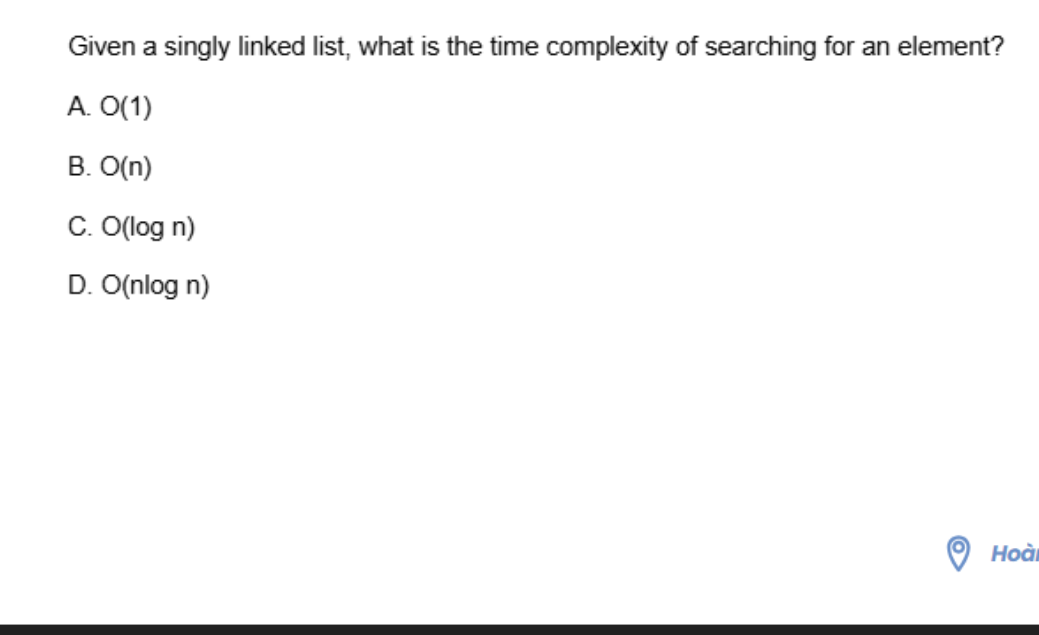 Given a singly linked list, what is the time complexity of searching for an element?
A. O(1)
B. O(n)
C. O(log n)
D. O(nlog n)